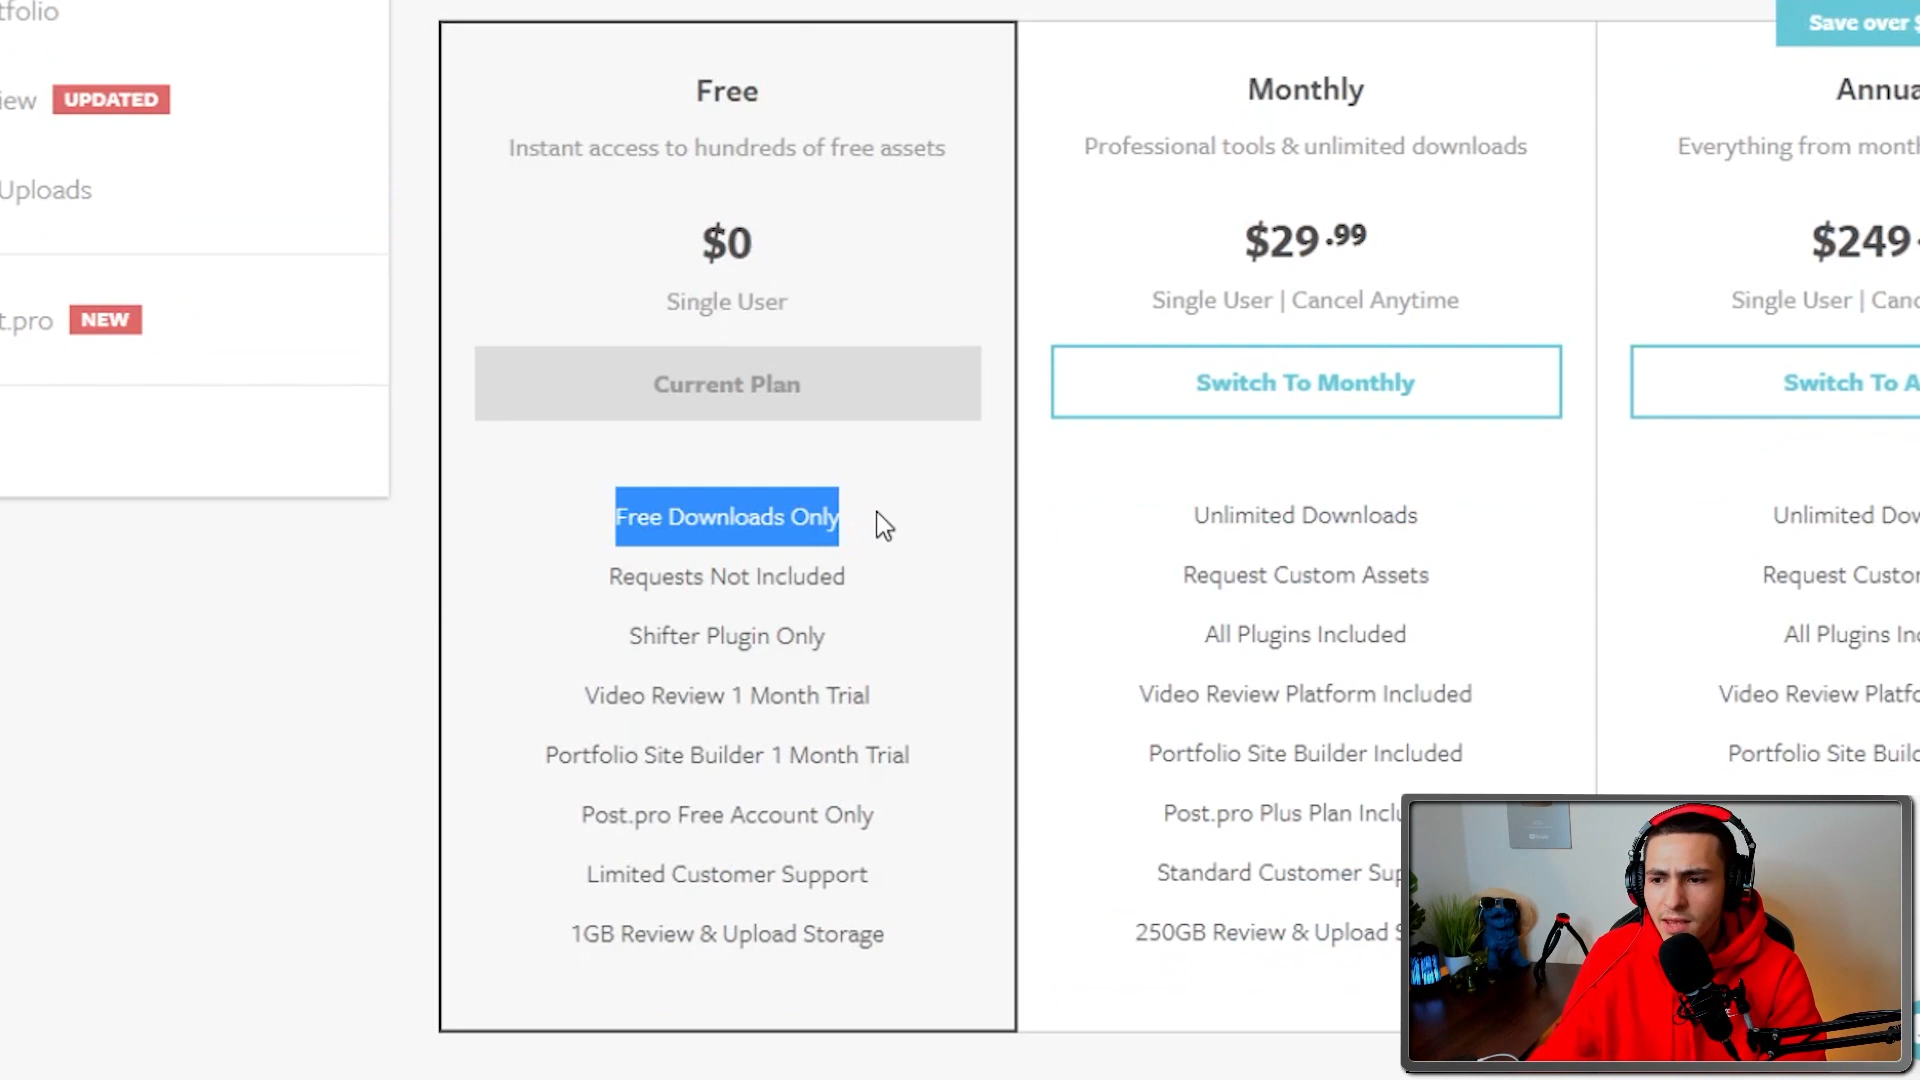 tfolio
iew UPDATED
Uploads
t.pro NEW
Free
Instant access to hundreds of free assets
$0
Single User
Current Plan
Free Downloads Only
Requests Not Included
Shifter Plugin Only
Video Review 1 Month Trial
Portfolio Site Builder 1 Month Trial
Post.pro Free Account Only
Limited Customer Support
1GB Review & Upload Storage
Monthly
Professional tools & unlimited downloads
$29.99
Single User | Cancel Anytime
Switch To Monthly
Unlimited Downloads
Request Custom Assets
All Plugins Included
Video Review Platform Included
Portfolio Site Builder Included
Post.pro Plus Plan Inclu
Standard Customer Sup
250GB Review & Upload S
Save over $
Annua
Everything from month
$249.
Single User | Canc
Switch To A
Unlimited Dow
Request Custor
All Plugins Inc
Video Review Platfo
Portfolio Site Builc